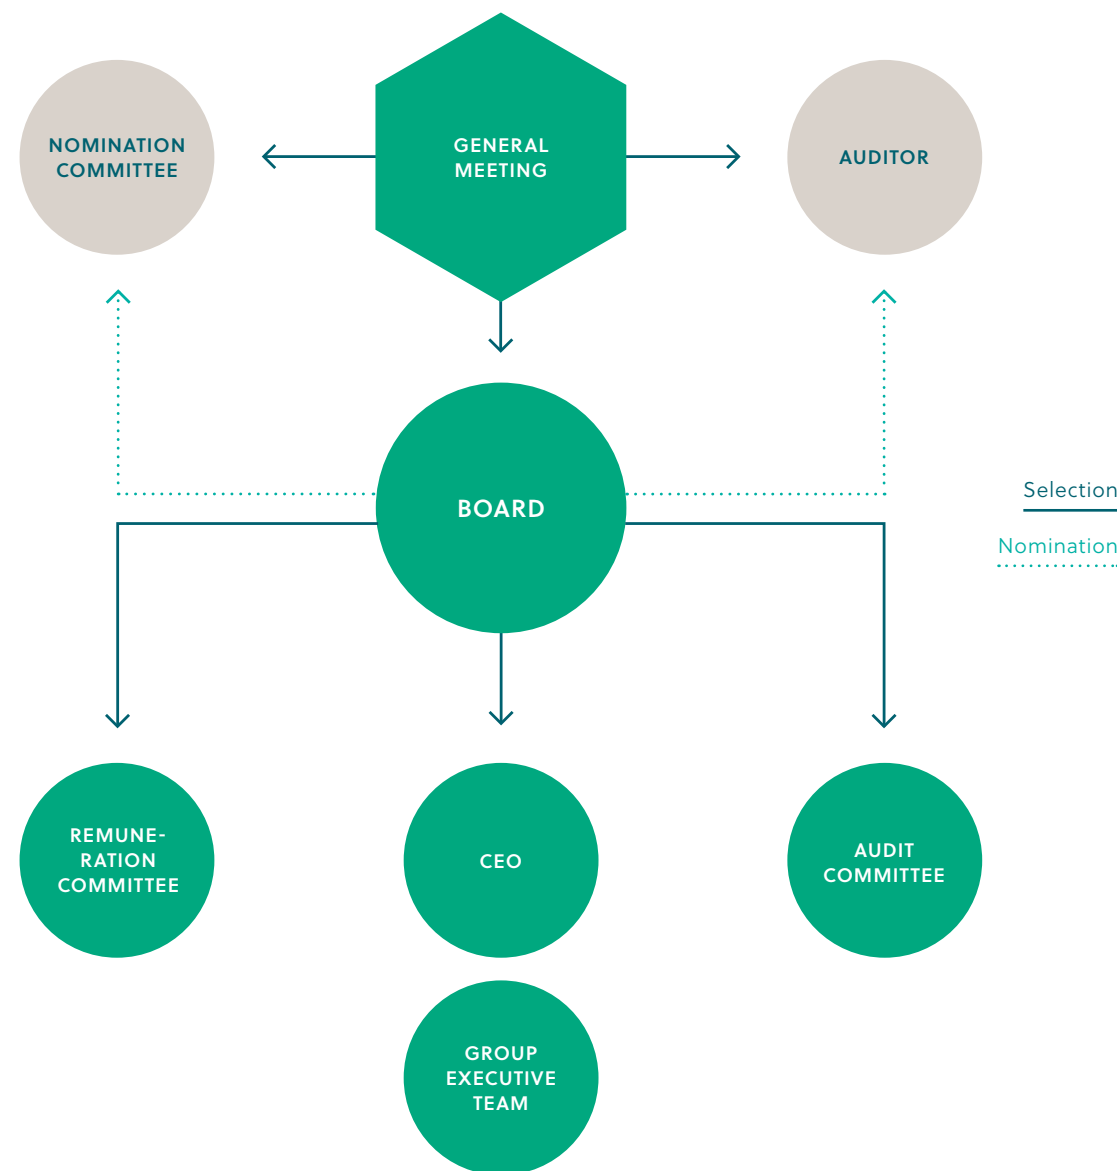 NOMINATION
COMMITTEE
GENERAL
MEETING
AUDITOR
BOARD
Selection
Nomination
REMUNE-
RATION
COMMITTEE
CEO
AUDIT
COMMITTEE
GROUP
EXECUTIVE
TEAM